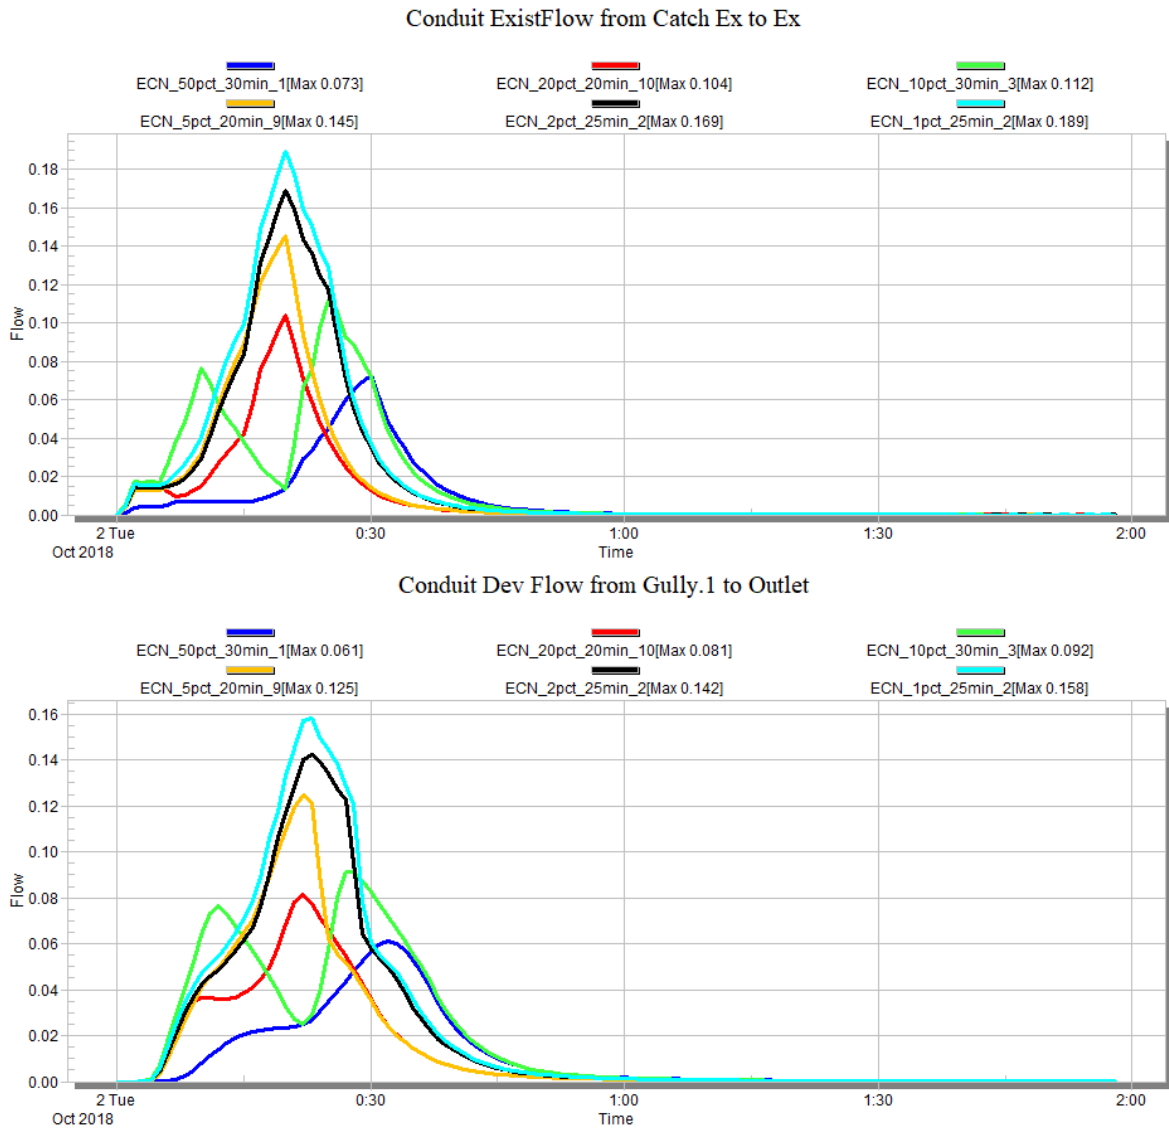 Conduit ExistFlow from Catch Ex to Ex
ECN_50pct_30min_1[Max 0.073] ECN_20pct_20min_10[Max 0.104] ECN_10pct_30min_3[Max 0.112]
ECN_5pct_20min_9[Max 0.145] ECN_2pct_25min_2[Max 0.169] ECN_1pct_25min_2[Max 0.189]
0.18
0.16
0.14
0.12
0.10
Flow
0.08
0.06
0.04
0.02
0.00
2 Tue 0:30 1:00 1:30 2:00
Oct 2018 Time
Conduit Dev Flow from Gully.1 to Outlet
ECN_50pct_30min_1[Max 0.061] ECN_20pct_20min_10[Max 0.081] ECN_10pct_30min_3[Max 0.092]
ECN_5pct_20min_9[Max 0.125] ECN_2pct_25min_2[Max 0.142] ECN_1pct_25min_2[Max 0.158]
0.16
0.14
0.12
0.10
0.08
Flow
0.06
0.04
0.02
0.00
2 Tue 0:30 1:00 1:30 2:00
Oct 2018 Time